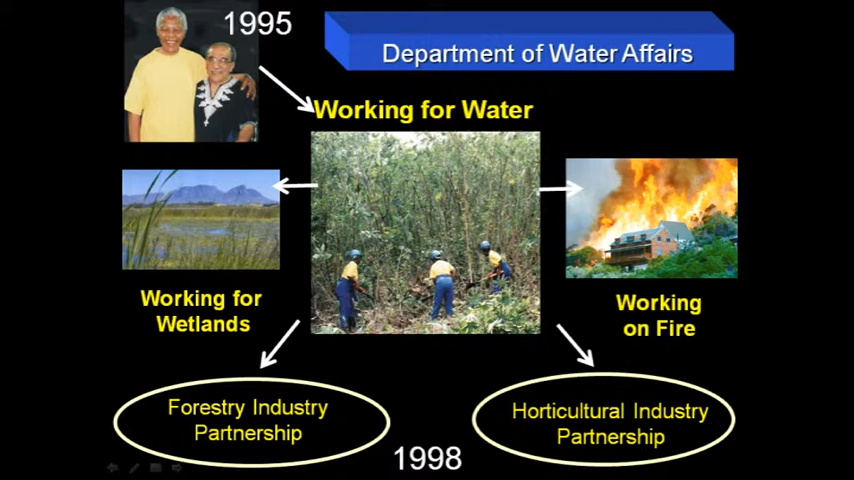 1995
Department of Water Affairs
Working for Water
Working for
Wetlands
Working
on Fire
Forestry Industry
Partnership
Horticultural Industry
Partnership
1998